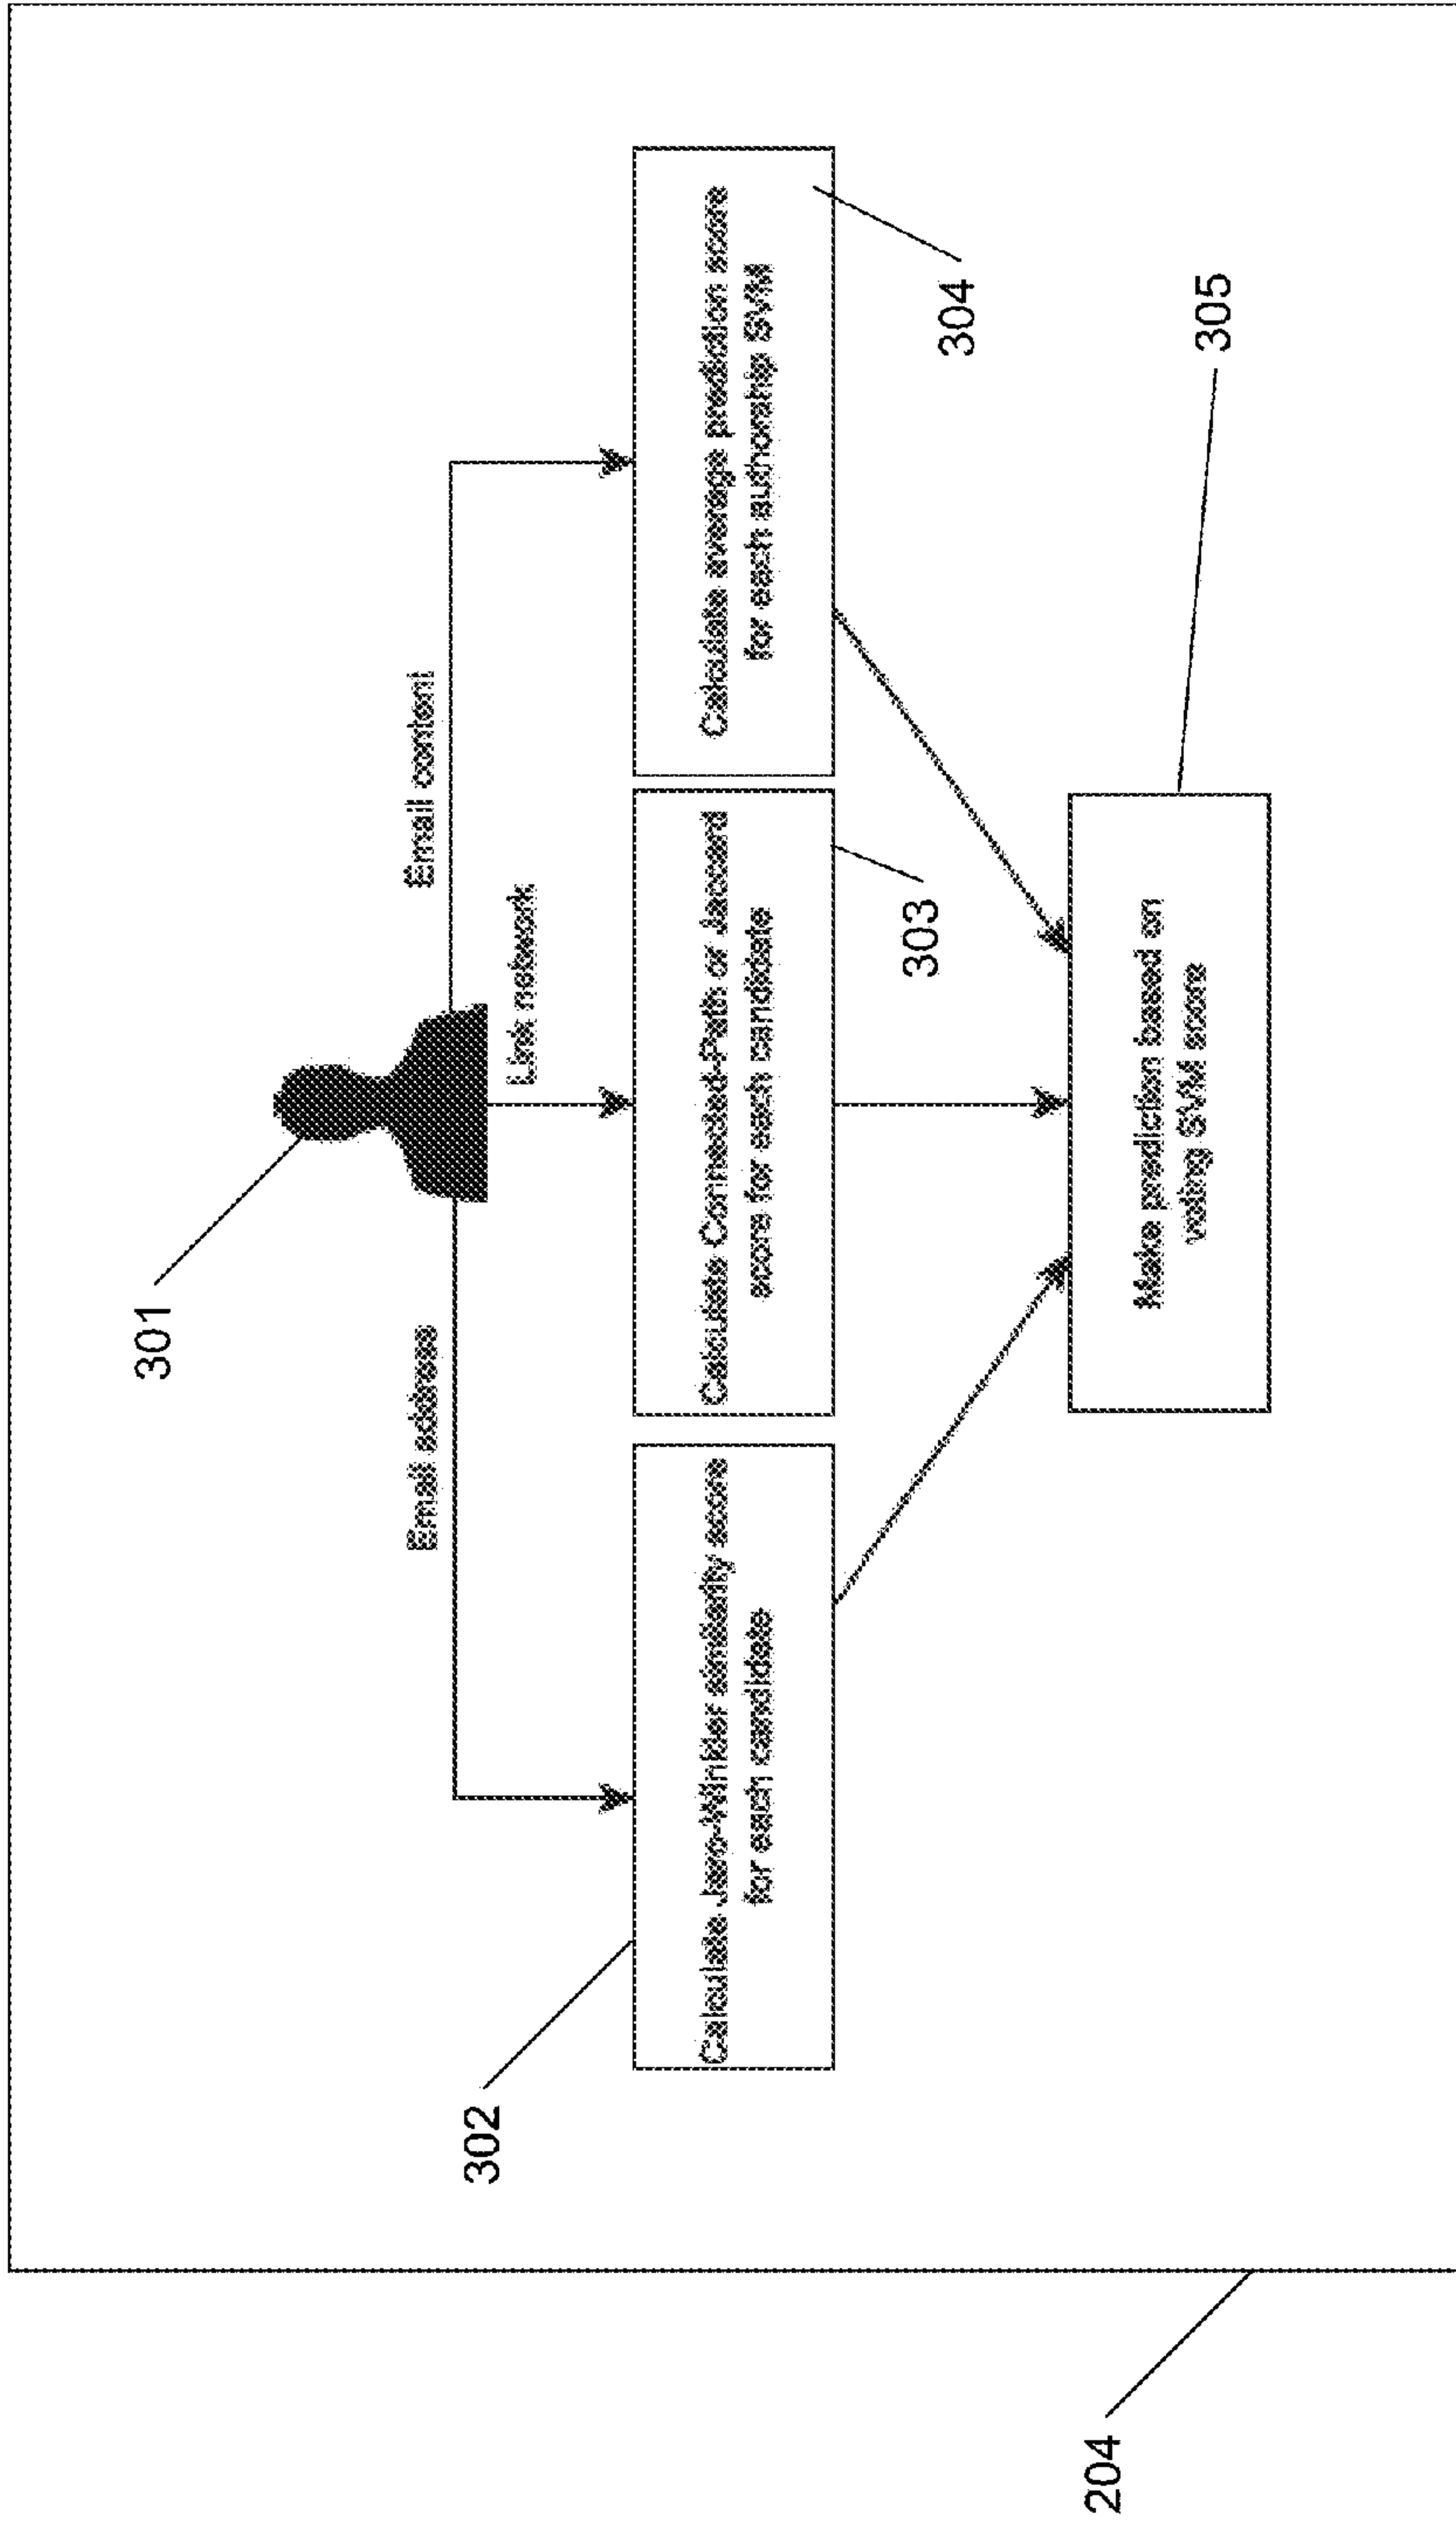 301
Email address
Link network
Email content
302
Calculate Jaro-Winkler similarity score
for each candidate
Calculate Connected-Path or Jaccard
score for each candidate
303
Calculate average prediction score
for each authorship SVM
304
Make prediction based on
voting SVM score
305
204